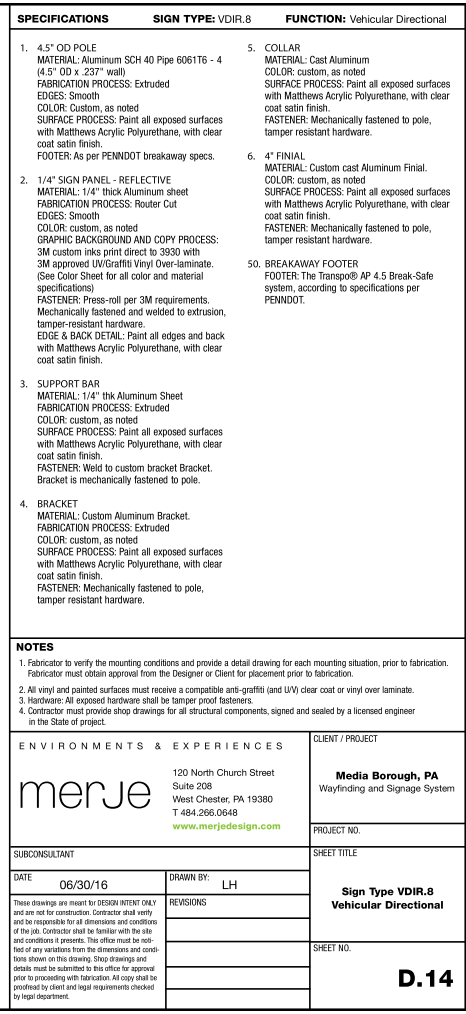 SPECIFICATIONS SIGN TYPE: VDIR.8 FUNCTION: Vehicular Directional
1. 4.5" OD POLE
MATERIAL: Aluminum SCH 40 Pipe 6061T6 - 4
(4.5" OD x .237" wall)
FABRICATION PROCESS: Extruded
EDGES: Smooth
COLOR: Custom, as noted
SURFACE PROCESS: Paint all exposed surfaces
with Matthews Acrylic Polyurethane, with clear
coat satin finish.
FOOTER: As per PENNDOT breakaway specs.
2. 1/4" SIGN PANEL - REFLECTIVE
MATERIAL: 1/4" thick Aluminum sheet
FABRICATION PROCESS: Router Cut
EDGES: Smooth
COLOR: custom, as noted
GRAPHIC BACKGROUND AND COPY PROCESS:
3M custom inks print direct to 3930 with
3M approved UV/Graffiti Vinyl Over-laminate.
(See Color Sheet for all color and material
specifications)
FASTENER: Press-roll per 3M requirements.
Mechanically fastened and welded to extrusion,
tamper-resistant hardware.
EDGE & BACK DETAIL: Paint all edges and back
with Matthews Acrylic Polyurethane, with clear
coat satin finish.
3. SUPPORT BAR
MATERIAL: 1/4" thk Aluminum Sheet
FABRICATION PROCESS: Extruded
COLOR: custom, as noted
SURFACE PROCESS: Paint all exposed surfaces
with Matthews Acrylic Polyurethane, with clear
coat satin finish.
FASTENER: Weld to custom bracket Bracket.
Bracket is mechanically fastened to pole.
4. BRACKET
MATERIAL: Custom Aluminum Bracket.
FABRICATION PROCESS: Extruded
COLOR: custom, as noted
SURFACE PROCESS: Paint all exposed surfaces
with Matthews Acrylic Polyurethane, with clear
coat satin finish.
FASTENER: Mechanically fastened to pole,
tamper resistant hardware.
5. COLLAR
MATERIAL: Cast Aluminum
COLOR: custom, as noted
SURFACE PROCESS: Paint all exposed surfaces
with Matthews Acrylic Polyurethane, with clear
coat satin finish.
FASTENER: Mechanically fastened to pole,
tamper resistant hardware.
6. 4" FINIAL
MATERIAL: Custom cast Aluminum Finial.
COLOR: custom, as noted
SURFACE PROCESS: Paint all exposed surfaces
with Matthews Acrylic Polyurethane, with clear
coat satin finish.
FASTENER: Mechanically fastened to pole,
tamper resistant hardware.
50. BREAKAWAY FOOTER
FOOTER: The Transpo® AP 4.5 Break-Safe
system, according to specifications per
PENNDOT.
NOTES
1. Fabricator to verify the mounting conditions and provide a detail drawing for each mounting situation, prior to fabrication.
Fabricator must obtain approval from the Designer or Client for placement prior to fabrication.
2. All vinyl and painted surfaces must receive a compatible anti-graffiti (and U/V) clear coat or vinyl over laminate.
3. Hardware: All exposed hardware shall be tamper proof fasteners.
4. Contractor must provide shop drawings for all structural components, signed and sealed by a licensed engineer
in the State of project.
ENVIRONMENTS & EXPERIENCES
merje
120 North Church Street
Suite 208
West Chester, PA 19380
T 484.266.0648
www.merjedesign.com
CLIENT / PROJECT
Media Borough, PA
Wayfinding and Signage System
PROJECT NO.
SUBCONSULTANT
SHEET TITLE
Sign Type VDIR.8
Vehicular Directional
DATE
06/30/16
DRAWN BY:
LH
These drawings are meant for DESIGN INTENT ONLY
and are not for construction. Contractor shall verify
and be responsible for all dimensions and conditions
of the job. Contractor shall be familiar with the site
and conditions it presents. This office must be noti-
fied of any variations from the dimensions and condi-
tions shown on this drawing. Shop drawings and
details must be submitted to this office for approval
prior to proceeding with fabrication. All copy shall be
proofread by client and legal requirements checked
by legal department.
REVISIONS
SHEET NO.
D.14